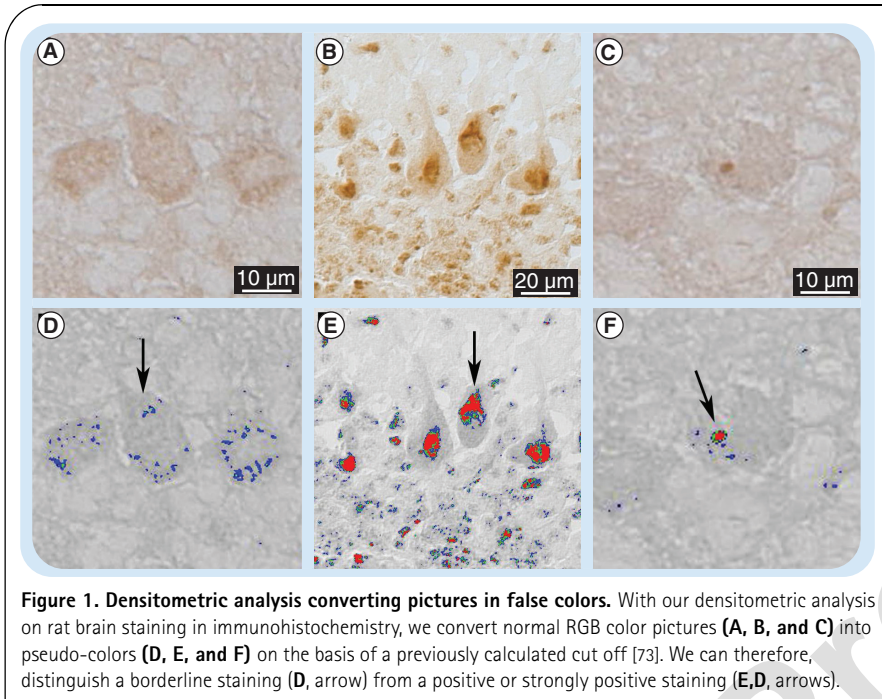 A
B
C
10 µm
20 µm
10 µm
D
E
F
Figure 1. Densitometric analysis converting pictures in false colors. With our densitometric analysis
on rat brain staining in immunohistochemistry, we convert normal RGB color pictures (A, B, and C) into
pseudo-colors (D, E, and F) on the basis of a previously calculated cut off [73]. We can therefore,
distinguish a borderline staining (D, arrow) from a positive or strongly positive staining (E,D, arrows).